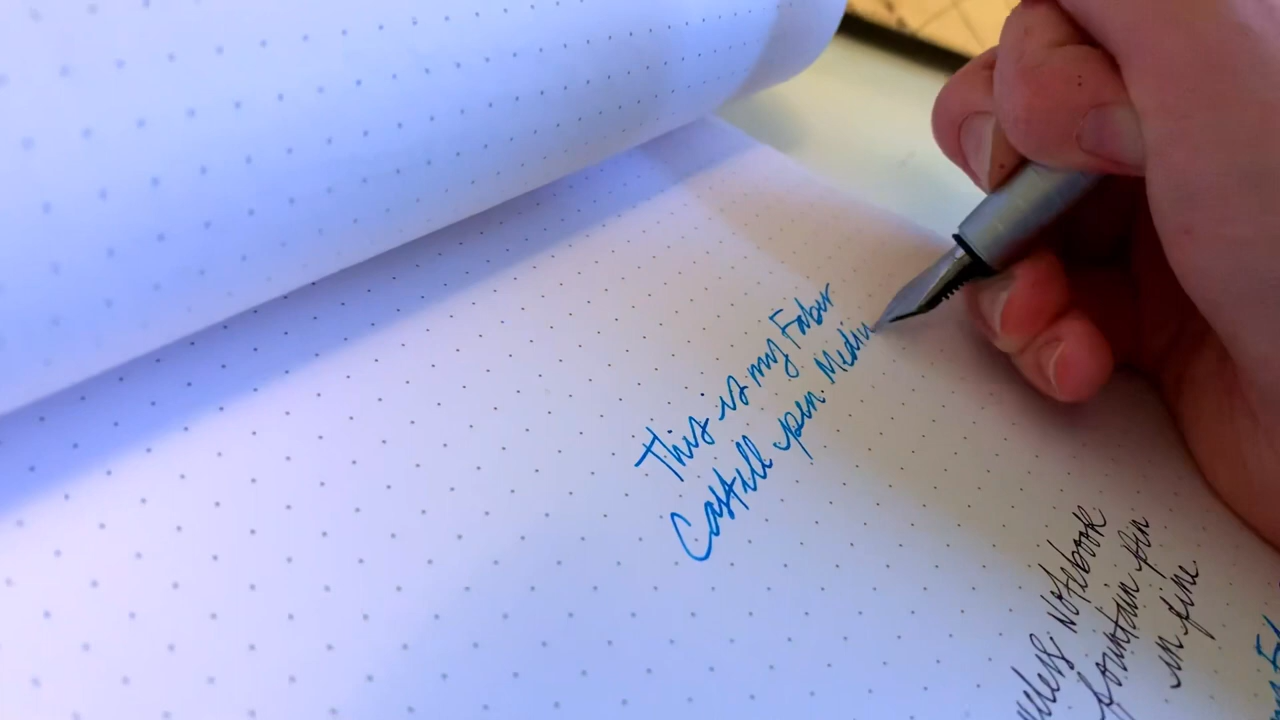 This is my Faber
Castell pen. Mediu
Notebook
fountain pen
in fine